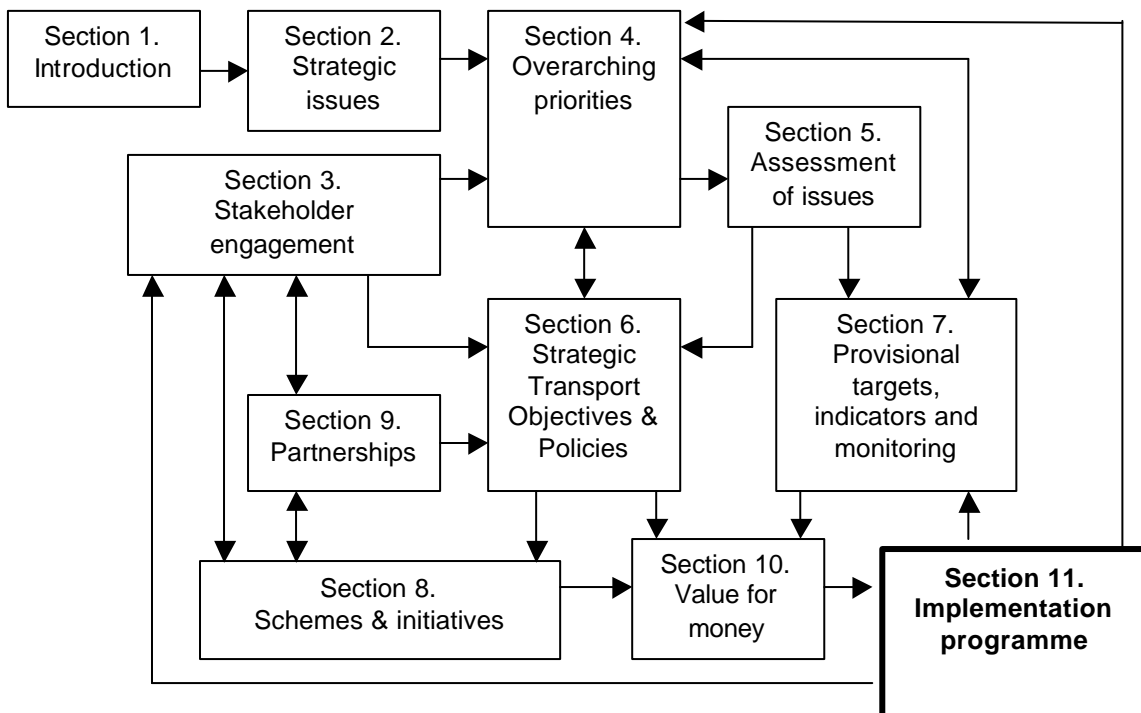 Section 1.
Introduction
Section 2.
Strategic
issues
Section 4.
Overarching
priorities
Section 5.
Assessment
of issues
Section 3.
Stakeholder
engagement
Section 6.
Strategic
Transport
Objectives &
Policies
Section 7.
Provisional
targets,
indicators and
monitoring
Section 9.
Partnerships
Section 8.
Schemes & initiatives
Section 10.
Value for
money
Section 11.
Implementation
programme